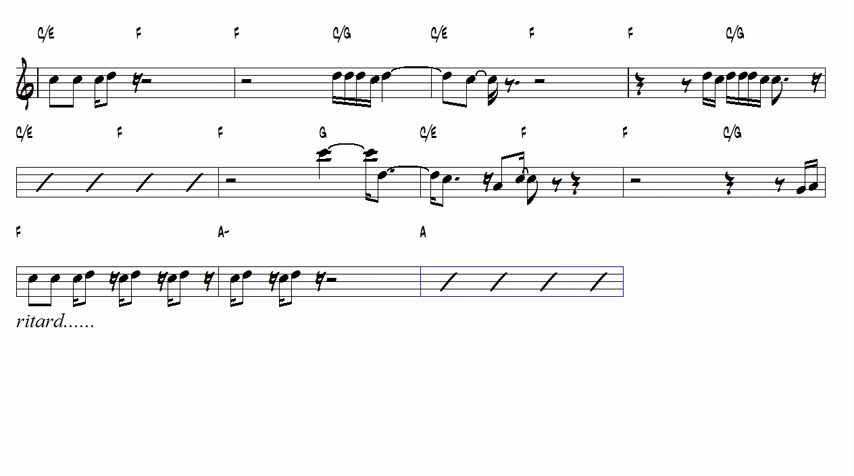 C/E F F C/G C/E F F C/G
C/E F F G C/E F F C/G
F A- A
ritard......